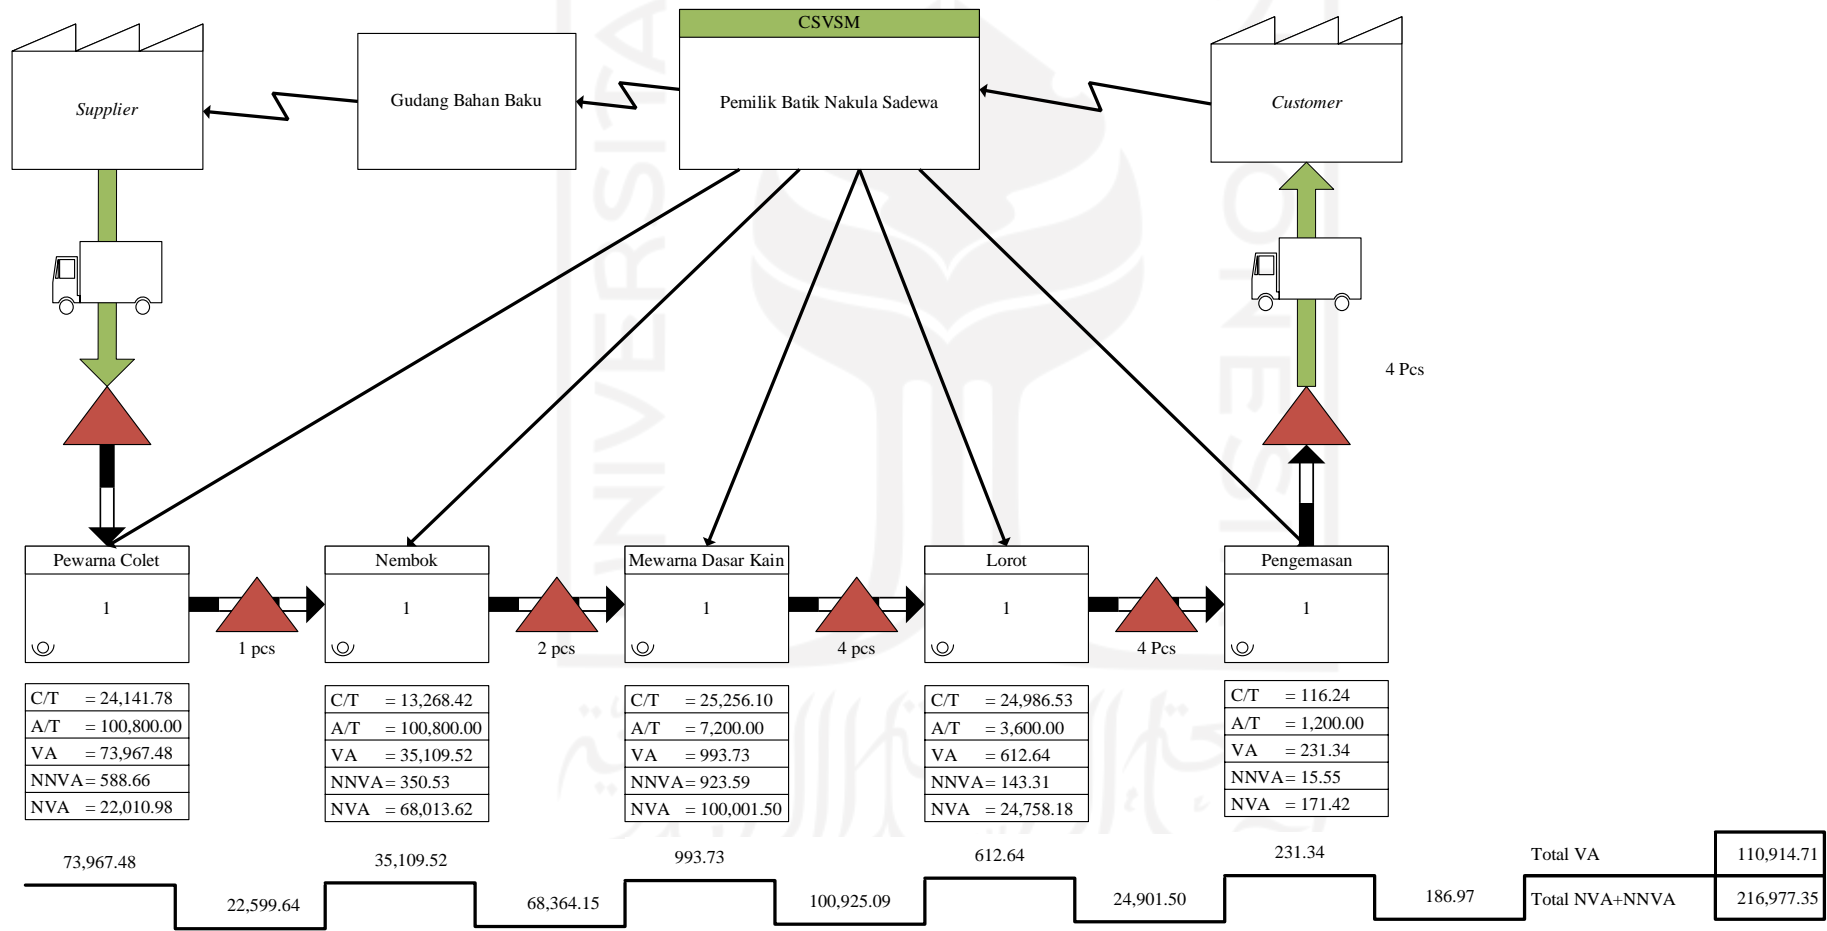 CSVSM
Supplier
Gudang Bahan Baku
Pemilik Batik Nakula Sadewa
Customer
4 Pcs
Pewarna Colet
1
Nembok
1
Mewarna Dasar Kain
1
Lorot
1
Pengemasan
1
1 pcs
2 pcs
4 pcs
4 Pcs
C/T = 24,141.78
A/T = 100,800.00
VA = 73,967.48
NNVA = 588.66
NVA = 22,010.98
C/T = 13,268.42
A/T = 100,800.00
VA = 35,109.52
NNVA = 350.53
NVA = 68,013.62
C/T = 25,256.10
A/T = 7,200.00
VA = 993.73
NNVA = 923.59
NVA = 100,001.50
C/T = 24,986.53
A/T = 3,600.00
VA = 612.64
NNVA = 143.31
NVA = 24,758.18
C/T = 116.24
A/T = 1,200.00
VA = 231.34
NNVA = 15.55
NVA = 171.42
73,967.48
35,109.52
993.73
612.64
231.34
Total VA 110,914.71
22,599.64
68,364.15
100,925.09
24,901.50
186.97
Total NVA+NNVA 216,977.35